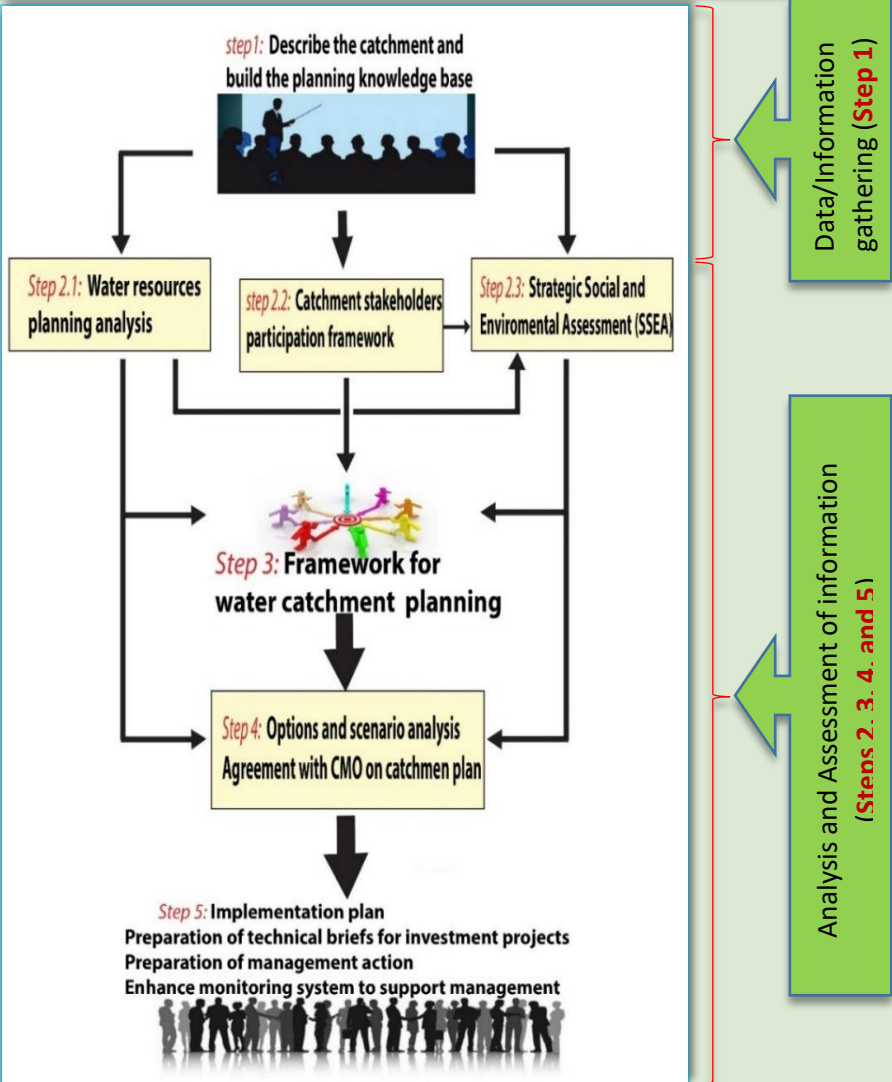 step1: Describe the catchment and
build the planning knowledge base
Step 2.1: Water resources
planning analysis
step2.2: Catchment stakeholders
participation framework
Step 2.3: Strategic Social and
Enviromental Assessment (SSEA)
Step 3: Framework for
water catchment planning
Step 4: Options and scenario analysis
Agreement with CMO on catchmen plan
Step 5: Implementation plan
Preparation of technical briefs for investment projects
Preparation of management action
Enhance monitoring system to support management
Data/Information
gathering (Step 1)
Analysis and Assessment of information
(Steps 2, 3, 4, and 5)